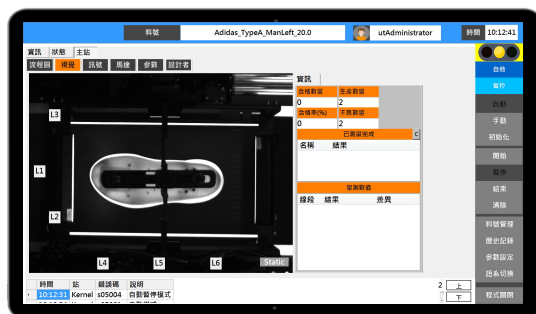 料號 Adidas_TypeA_ManLeft_20.0 utAdministrator 時間 10:12:41
資訊 狀態 主站
流程圖 視覺 訊號 馬達 參數 設計者
L3
L1
L2
L4 L5 L6 Static
資訊
合格數量 生產數量
0 2
合格率(%) 不良數量
0 2
已測量完成 C
名稱 結果
量測數值
線段 結果 差異
自動
暫停
自動
手動
初始化
開始
暫停
結束
清除
料號管理
歷史記錄
參數設定
語系切換
程式關閉
時間 站 錯誤碼 說明
10:12:31 Kernel s05004 自動暫停模式
2 上
下